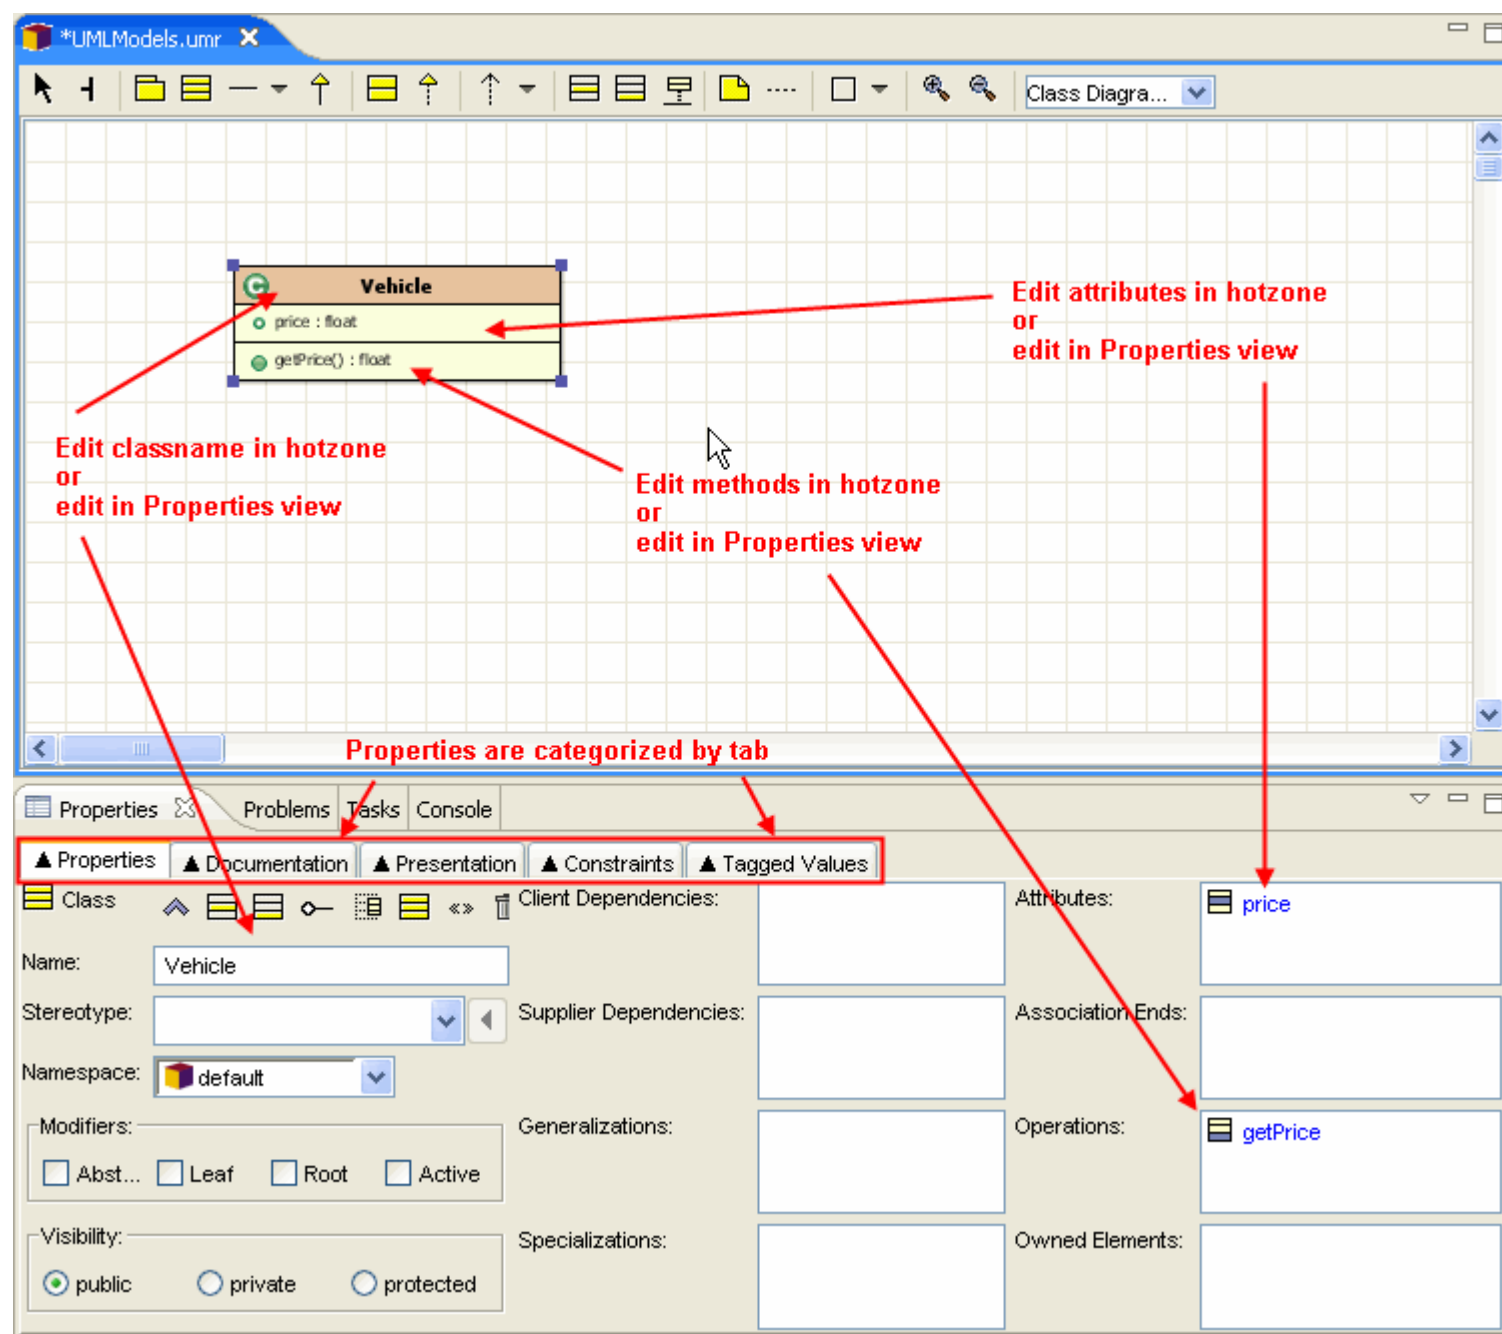 *UMLModels.umr
Class Diagra...
Vehicle
price : float
getPrice() : float
Edit attributes in hotzone
or
edit in Properties view
Edit classname in hotzone
or
edit in Properties view
Edit methods in hotzone
or
edit in Properties view
Properties are categorized by tab
Properties Problems Tasks Console
Properties Documentation Presentation Constraints Tagged Values
Class
Client Dependencies:
Attributes:
price
Name:
Vehicle
Stereotype:
Supplier Dependencies:
Association Ends:
Namespace:
default
Modifiers:
Generalizations:
Operations:
getPrice
Abst... Leaf Root Active
Visibility:
Specializations:
Owned Elements:
public private protected